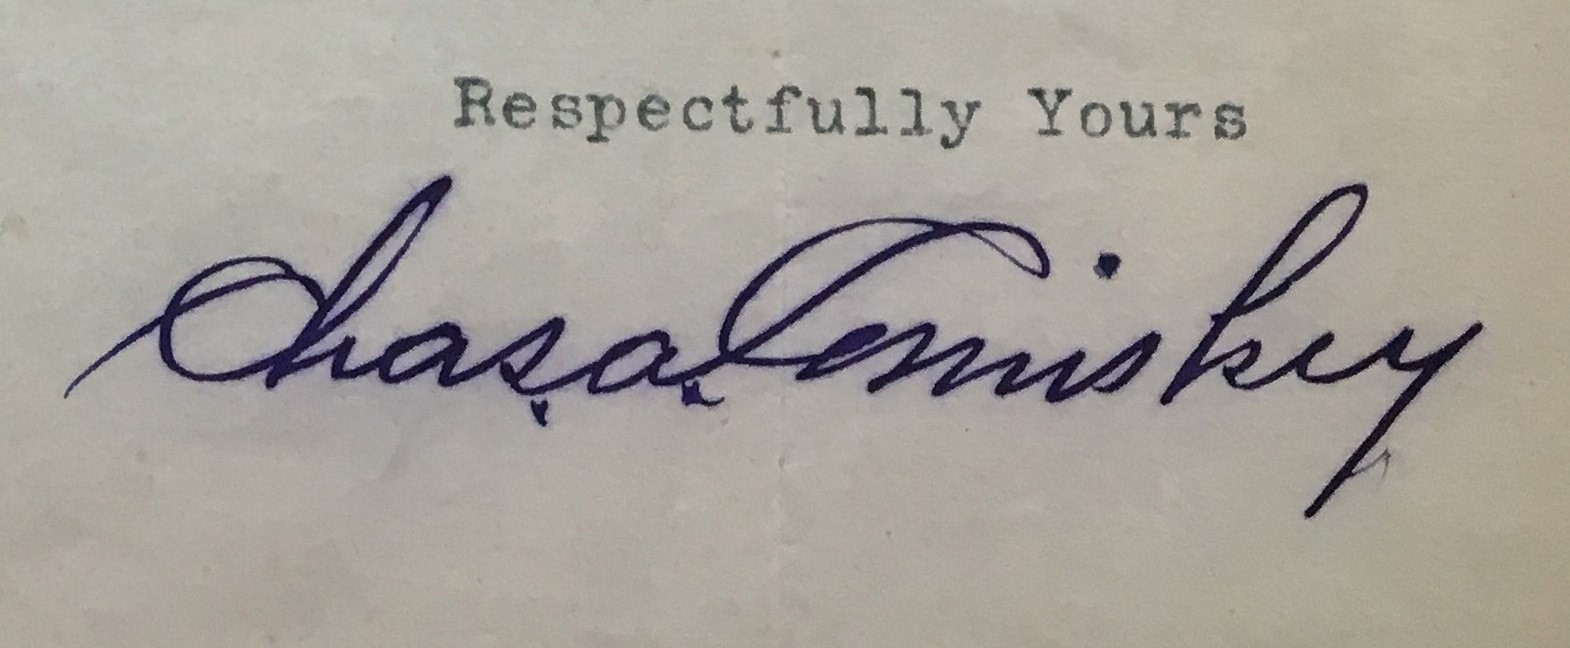 Respectfully Yours
Chas. a. Comiskey